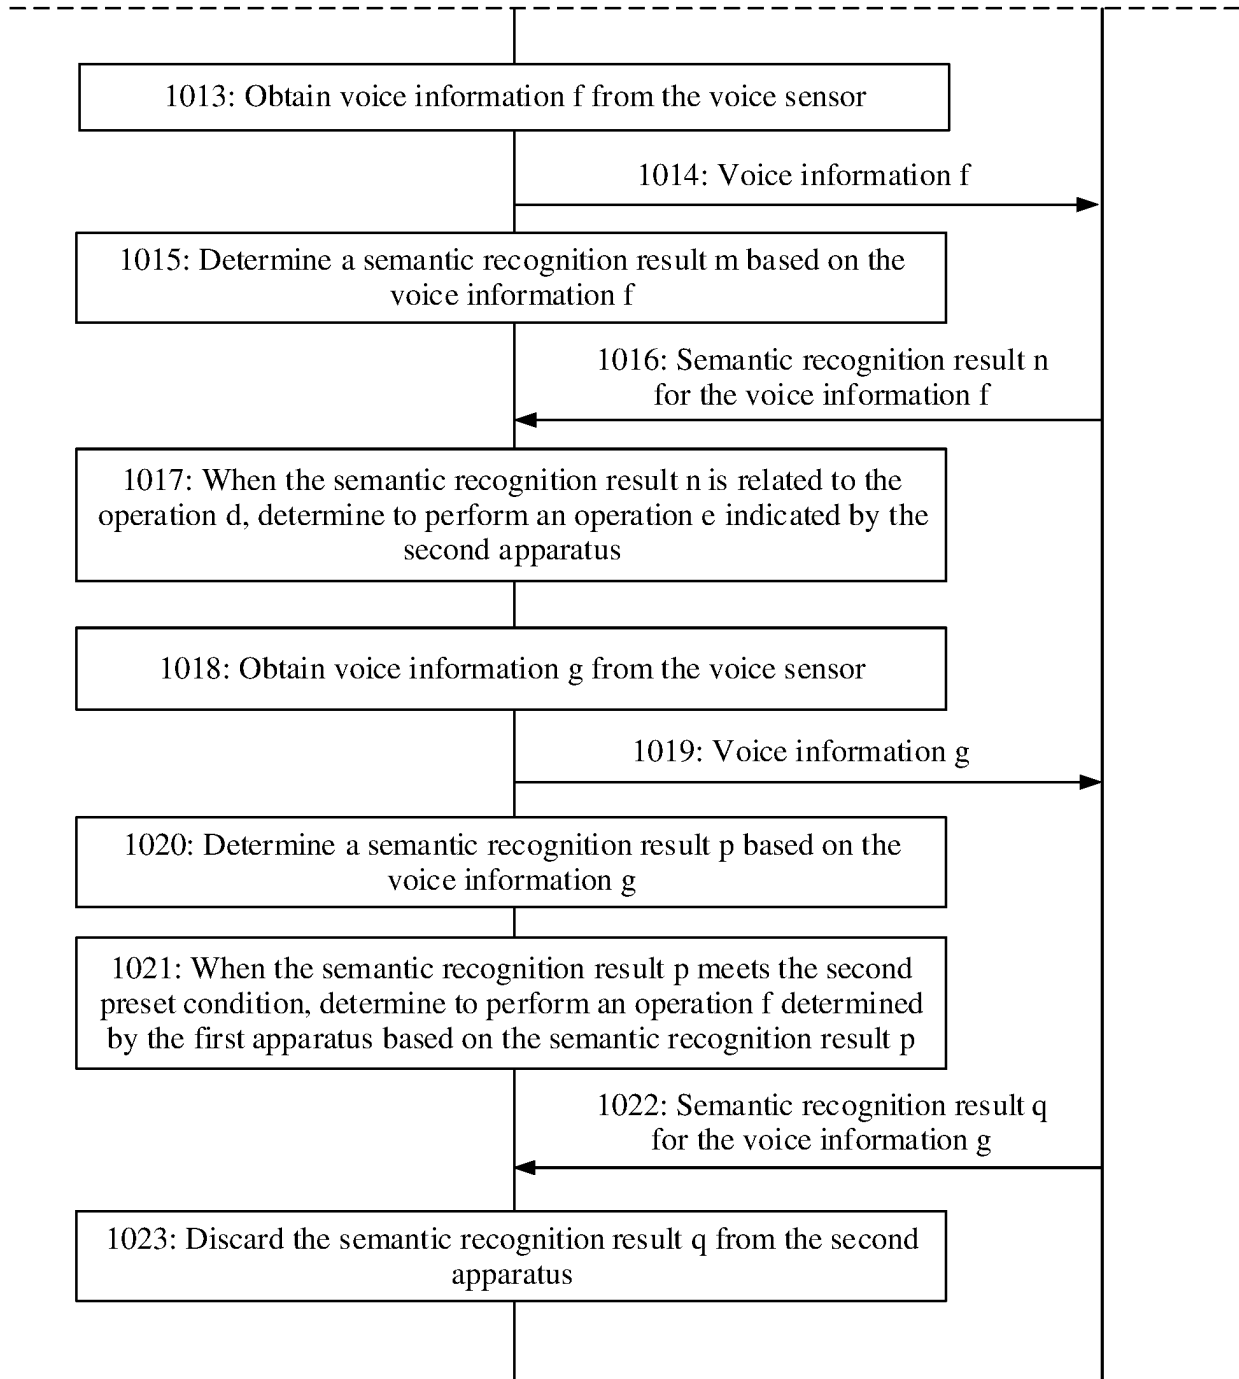 1013: Obtain voice information f from the voice sensor
1014: Voice information f
1015: Determine a semantic recognition result m based on the
voice information f
1016: Semantic recognition result n
for the voice information f
1017: When the semantic recognition result n is related to the
operation d, determine to perform an operation e indicated by the
second apparatus
1018: Obtain voice information g from the voice sensor
1019: Voice information g
1020: Determine a semantic recognition result p based on the
voice information g
1021: When the semantic recognition result p meets the second
preset condition, determine to perform an operation f determined
by the first apparatus based on the semantic recognition result p
1022: Semantic recognition result q
for the voice information g
1023: Discard the semantic recognition result q from the second
apparatus